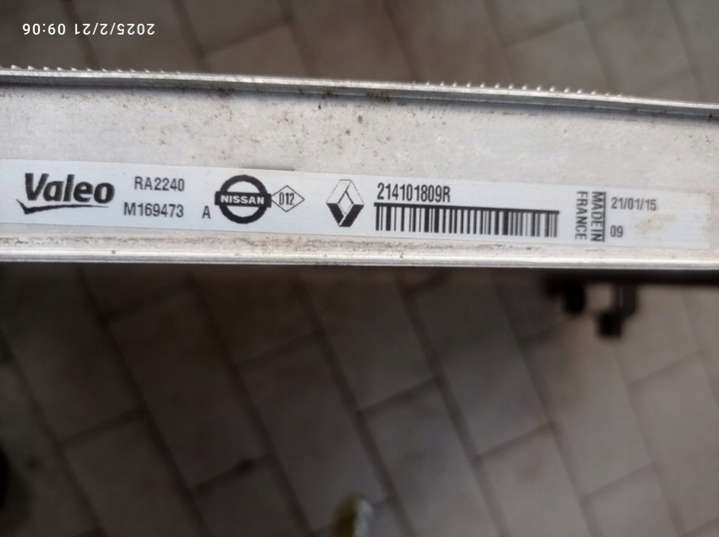 2025/2/21 09:06
Valeo
RA2240
M169473 A
NISSAN
D12
214101809R
MADE IN
FRANCE
21/01/15
09